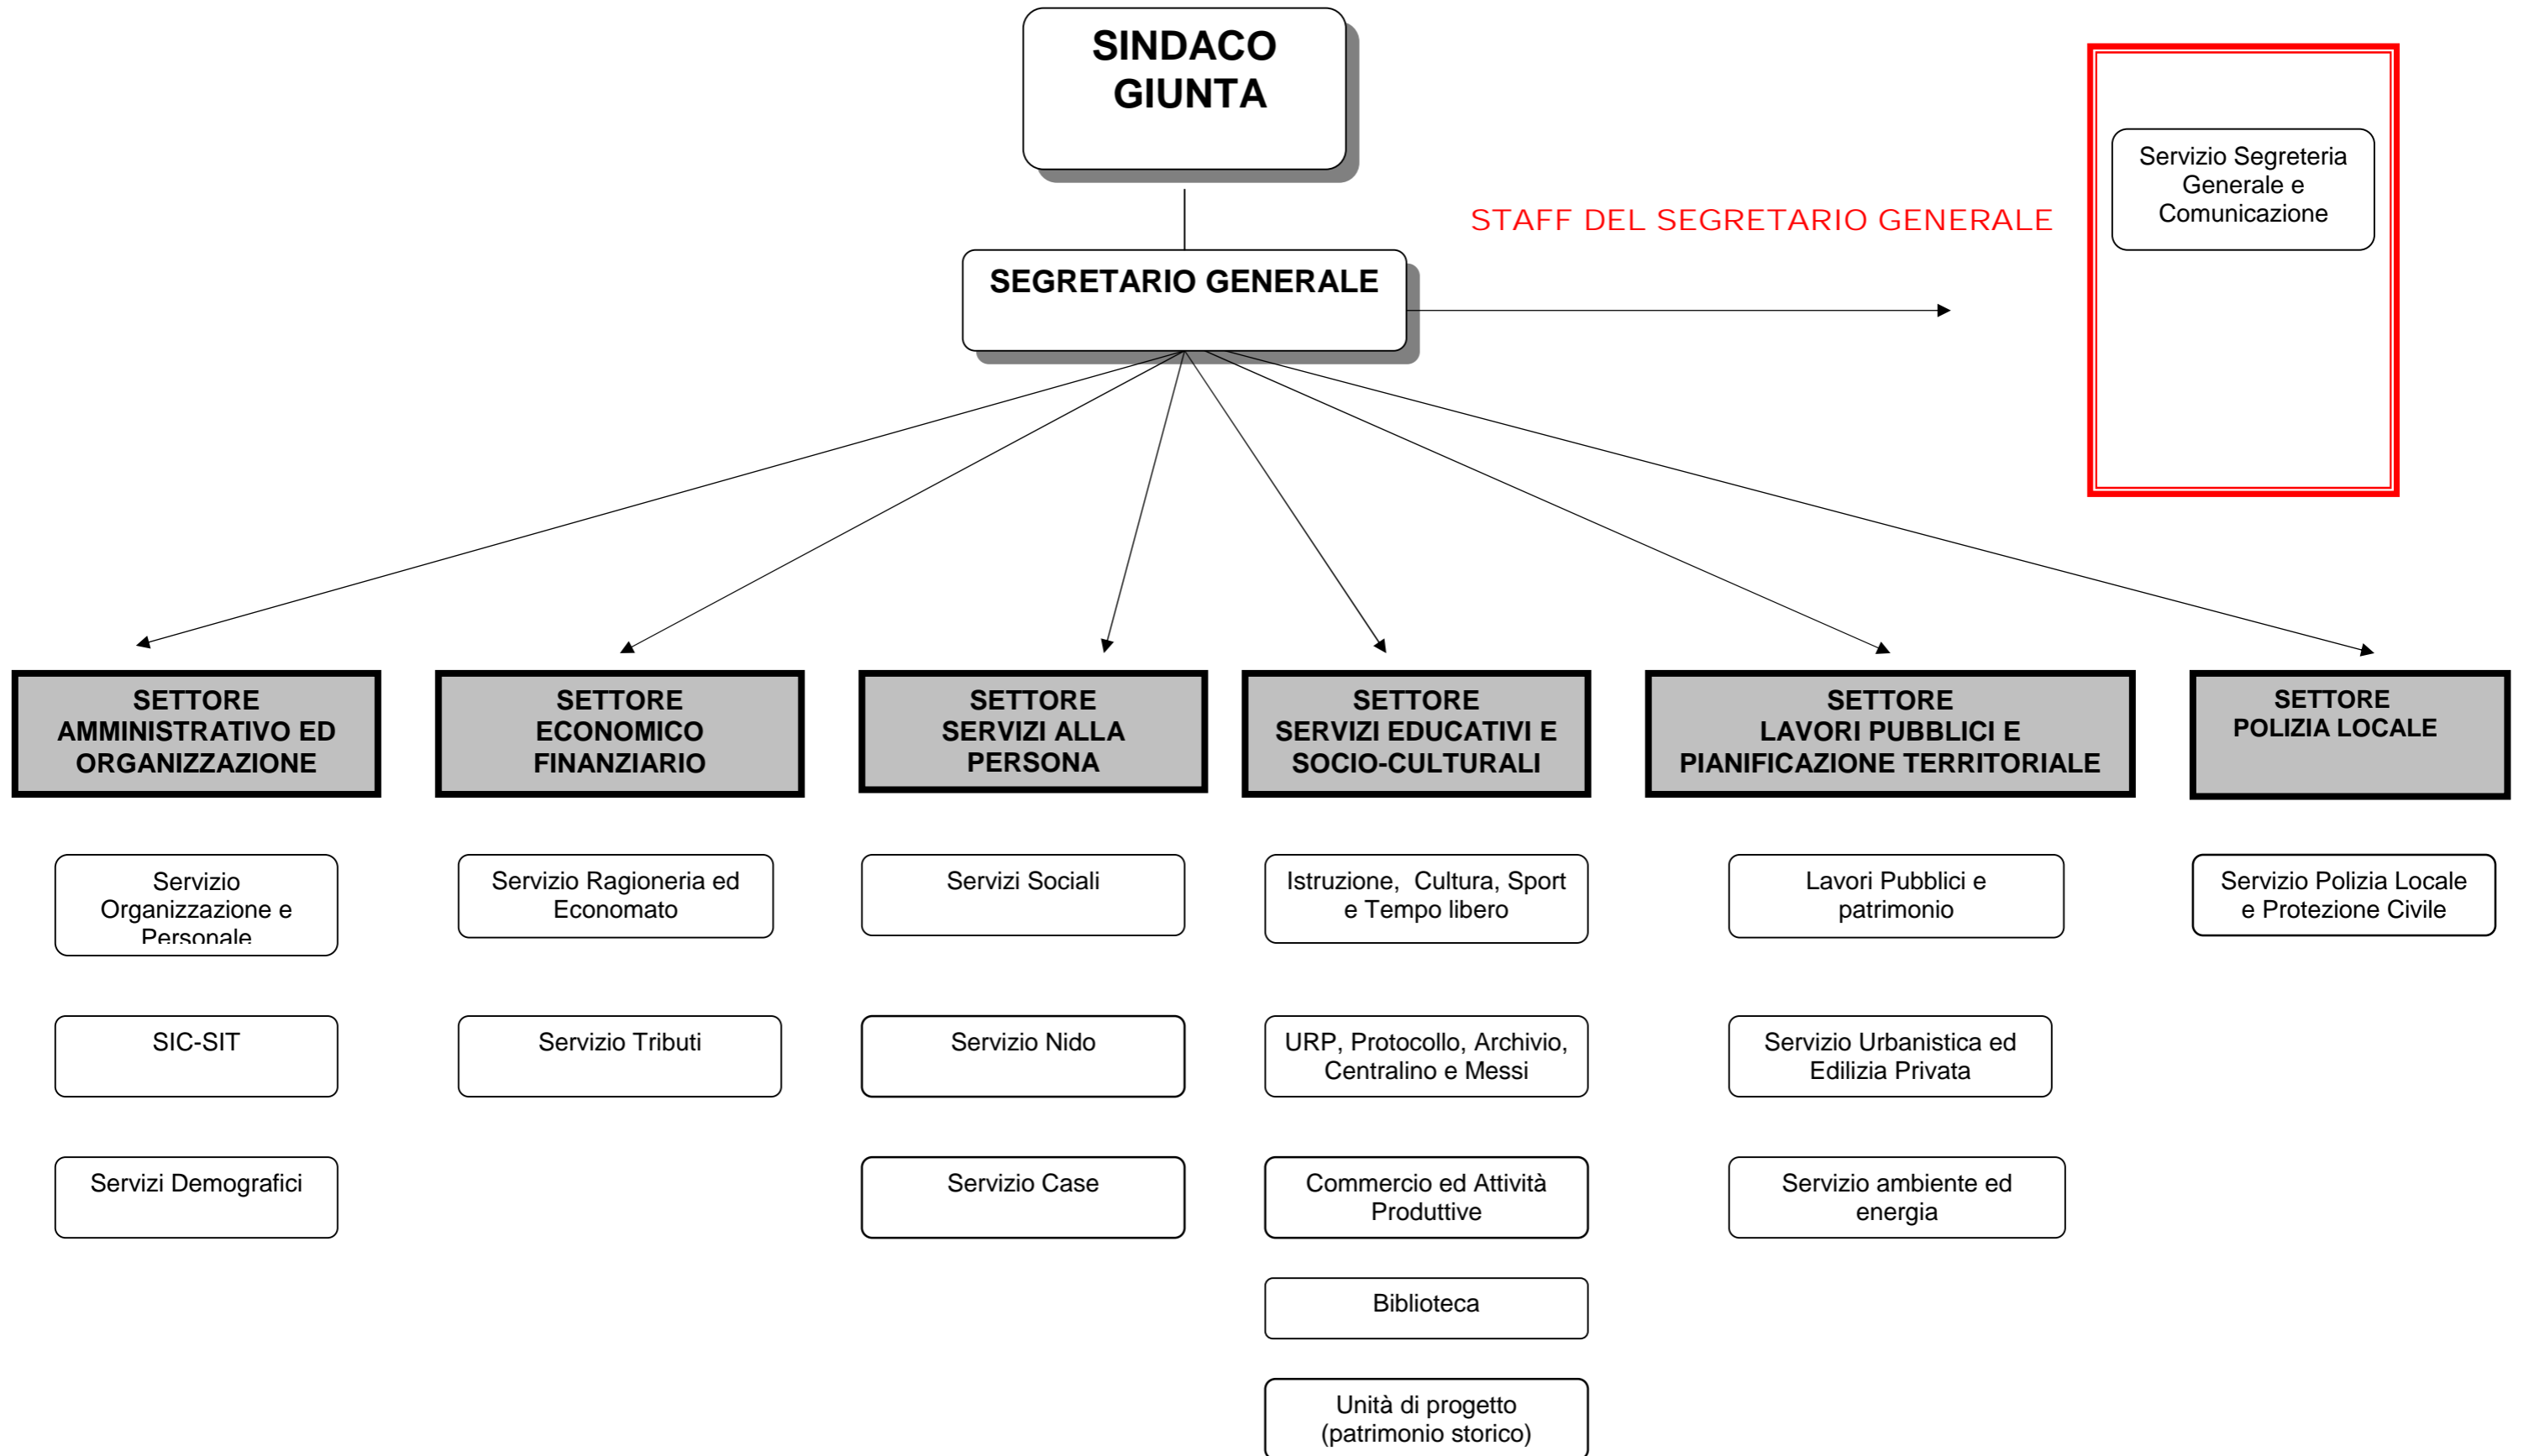 SINDACO
GIUNTA
Servizio Segreteria
Generale e
Comunicazione
STAFF DEL SEGRETARIO GENERALE
SEGRETARIO GENERALE
SETTORE
AMMINISTRATIVO ED
ORGANIZZAZIONE
SETTORE
ECONOMICO
FINANZIARIO
SETTORE
SERVIZI ALLA
PERSONA
SETTORE
SERVIZI EDUCATIVI E
SOCIO-CULTURALI
SETTORE
LAVORI PUBBLICI E
PIANIFICAZIONE TERRITORIALE
SETTORE
POLIZIA LOCALE
Servizio
Organizzazione e
Personale
Servizio Ragioneria ed
Economato
Servizi Sociali
Istruzione,  Cultura, Sport
e Tempo libero
Lavori Pubblici e
patrimonio
Servizio Polizia Locale
e Protezione Civile
SIC-SIT
Servizio Tributi
Servizio Nido
URP, Protocollo, Archivio,
Centralino e Messi
Servizio Urbanistica ed
Edilizia Privata
Servizi Demografici
Servizio Case
Commercio ed Attività
Produttive
Servizio ambiente ed
energia
Biblioteca
Unità di progetto
(patrimonio storico)